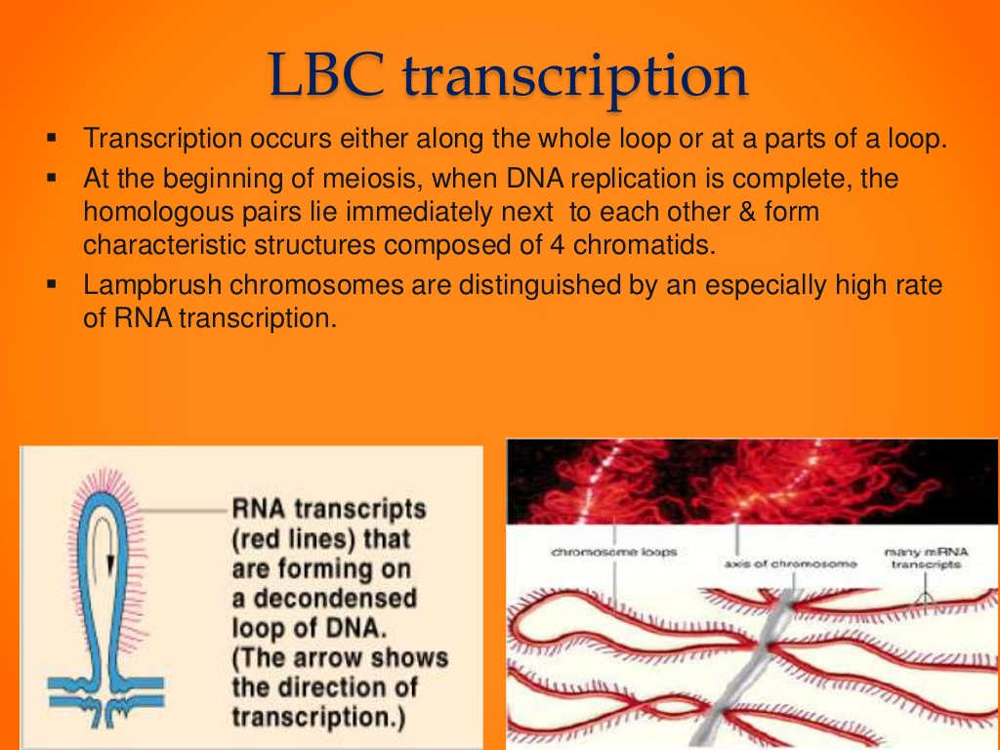 LBC transcription
▪ Transcription occurs either along the whole loop or at a parts of a loop.
▪ At the beginning of meiosis, when DNA replication is complete, the
homologous pairs lie immediately next  to each other & form
characteristic structures composed of 4 chromatids.
▪ Lampbrush chromosomes are distinguished by an especially high rate
of RNA transcription.
RNA transcripts
(red lines) that
are forming on
a decondensed
loop of DNA.
(The arrow shows
the direction of
transcription.)
chromosome loops
axis of chromosome
many mRNA
transcripts